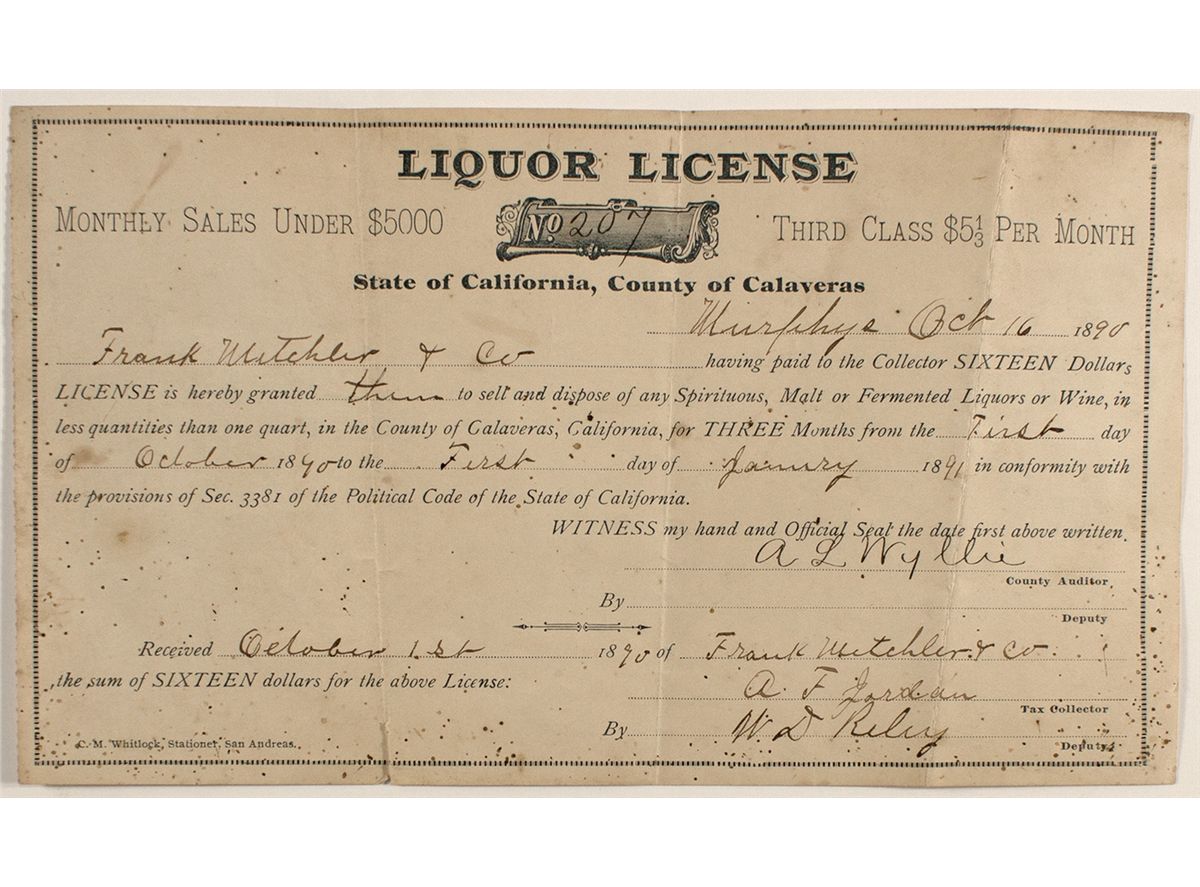 LIQUOR LICENSE
MONTHLY SALES UNDER $5000 No 207 THIRD CLASS $5⅓ PER MONTH
State of California, County of Calaveras
Murphys Oct 16 1890
Frank Mitchler & Co having paid to the Collector SIXTEEN Dollars
LICENSE is hereby granted them to sell and dispose of any Spirituous, Malt or Fermented Liquors or Wine, in
less quantities than one quart, in the County of Calaveras, California, for THREE Months from the First day
of October 1890 to the First day of Janury 1891 in conformity with
the provisions of Sec. 3381 of the Political Code of the State of California.
WITNESS my hand and Official Seal the date first above written.
A L Wyllie
County Auditor
By
Deputy
Received October 1st 1890 of Frank Mitchler & Co
the sum of SIXTEEN dollars for the above License:
A. F Jordan
Tax Collector
By W D Riley
Deputy
C. M. Whitlock, Stationer, San Andreas.